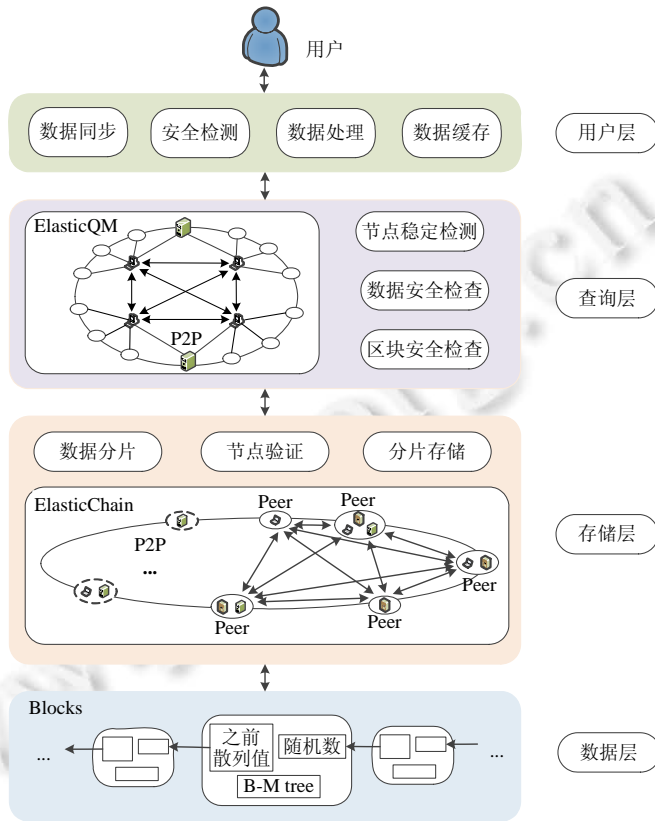 用户
数据同步
安全检测
数据处理
数据缓存
用户层
ElasticQM
P2P
节点稳定检测
数据安全检查
区块安全检查
查询层
数据分片
节点验证
分片存储
ElasticChain
P2P
...
Peer
Peer
Peer
Peer
Peer
存储层
Blocks
...
之前
散列值
随机数
B-M tree
...
数据层